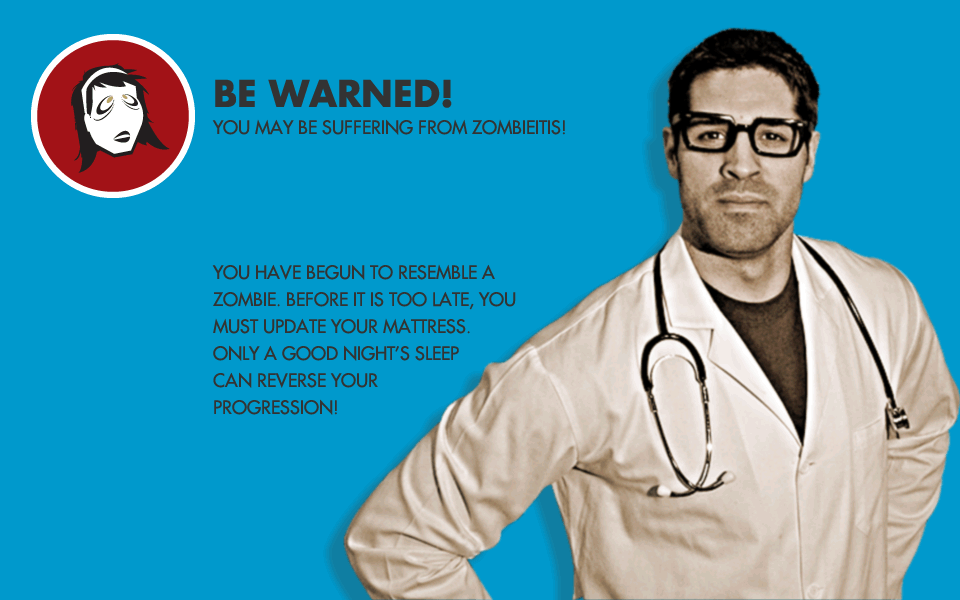 BE WARNED!
YOU MAY BE SUFFERING FROM ZOMBIEITIS!
YOU HAVE BEGUN TO RESEMBLE A
ZOMBIE. BEFORE IT IS TOO LATE, YOU
MUST UPDATE YOUR MATTRESS.
ONLY A GOOD NIGHT'S SLEEP
CAN REVERSE YOUR
PROGRESSION!